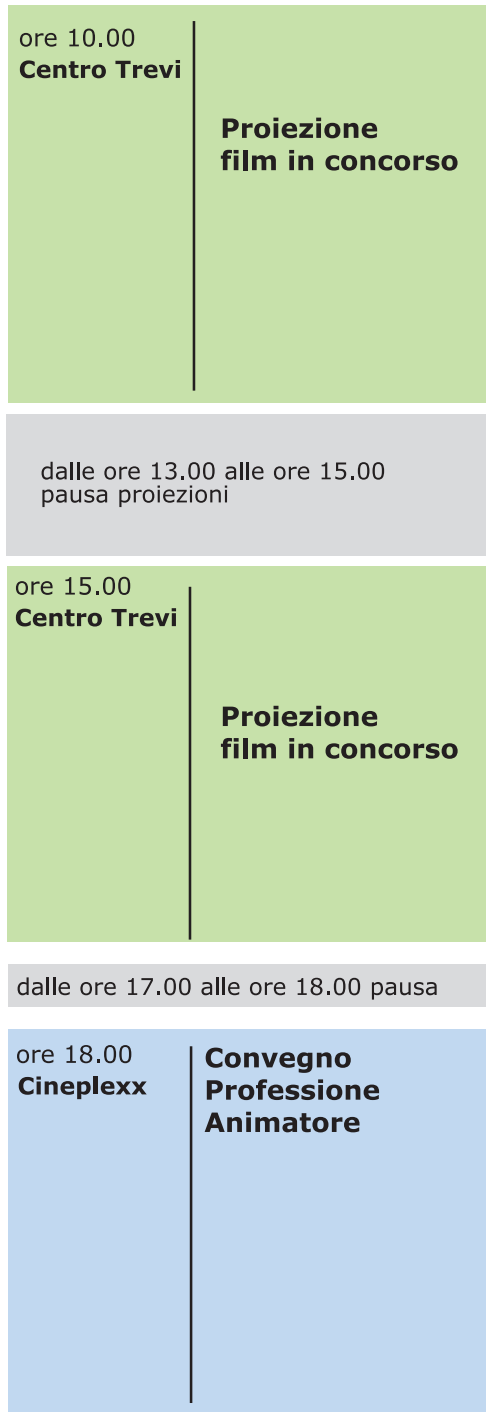 ore 10.00
Centro Trevi
Proiezione
film in concorso
dalle ore 13.00 alle ore 15.00
pausa proiezioni
ore 15.00
Centro Trevi
Proiezione
film in concorso
dalle ore 17.00 alle ore 18.00 pausa
ore 18.00
Cineplexx
Convegno
Professione
Animatore